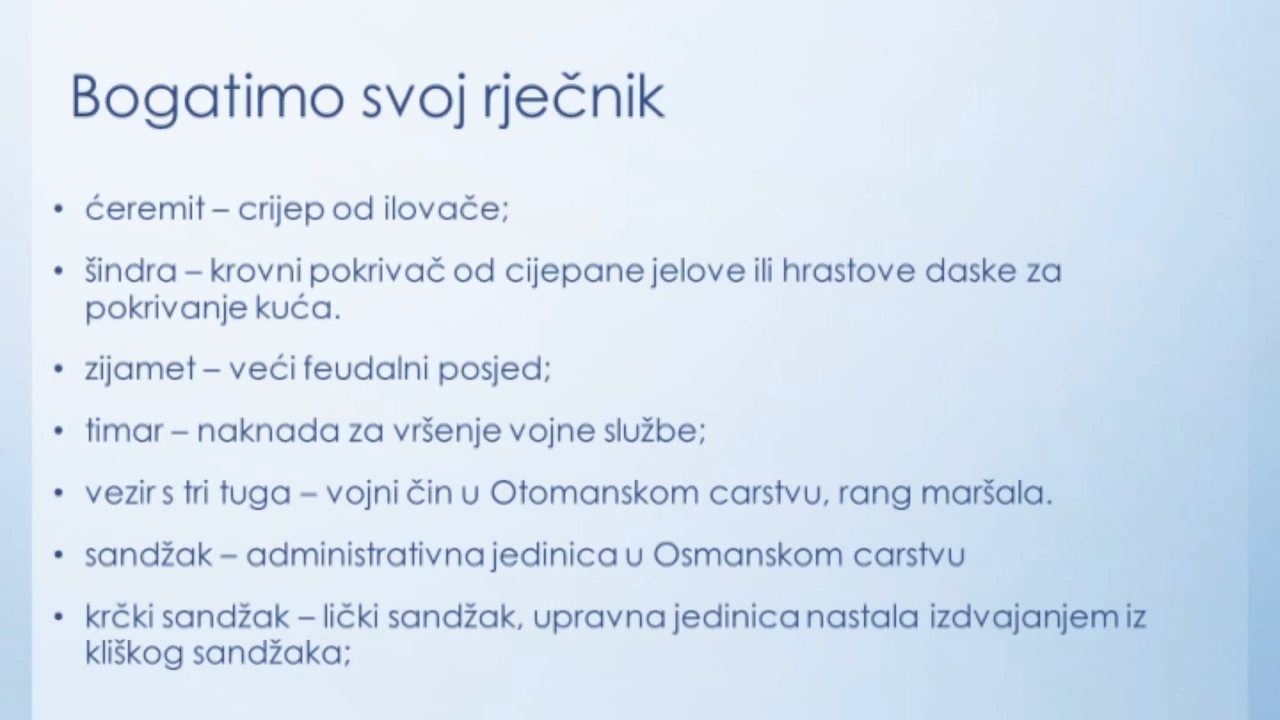 Bogatimo svoj rječnik
• ćeremit – crijep od ilovače;
• šindra – krovni pokrivač od cijepane jelove ili hrastove daske za
pokrivanje kuća.
• zijamet – veći feudalni posjed;
• timar – naknada za vršenje vojne službe;
• vezir s tri tuga – vojni čin u Otomanskom carstvu, rang maršala.
• sandžak – administrativna jedinica u Osmanskom carstvu
• krčki sandžak – lički sandžak, upravna jedinica nastala izdvajanjem iz
kliškog sandžaka;